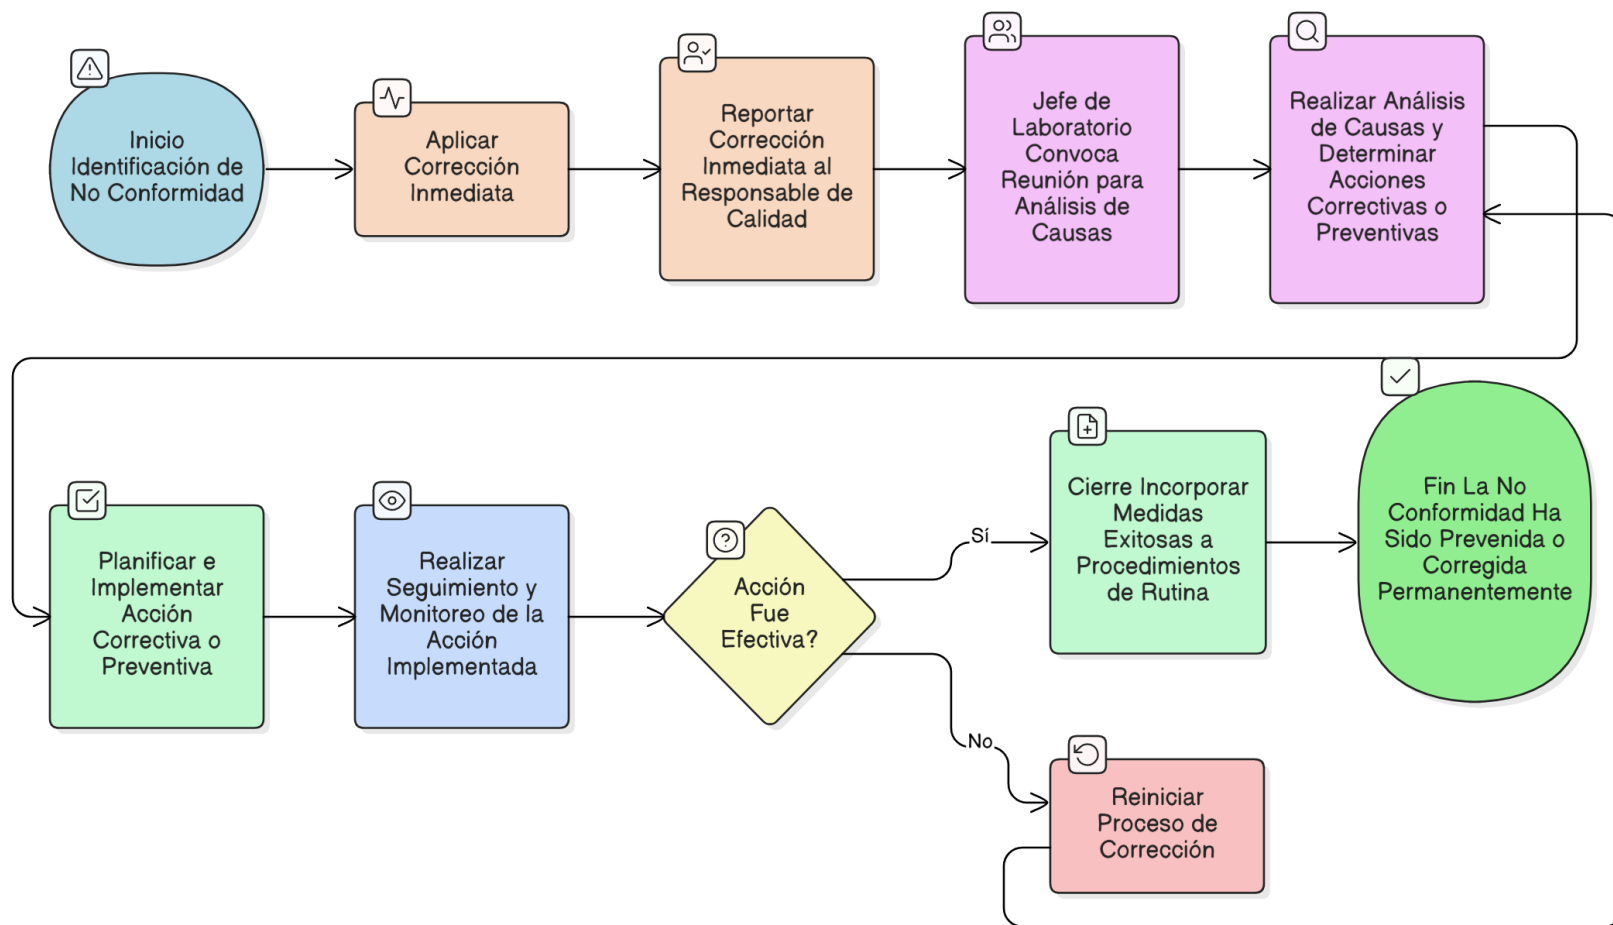 Inicio
Identificación de
No Conformidad
Aplicar
Corrección
Inmediata
Reportar
Corrección
Inmediata al
Responsable de
Calidad
Jefe de
Laboratorio
Convoca
Reunión para
Análisis de
Causas
Realizar Análisis
de Causas y
Determinar
Acciones
Correctivas o
Preventivas
Planificar e
Implementar
Acción
Correctiva o
Preventiva
Realizar
Seguimiento y
Monitoreo de la
Acción
Implementada
Acción
Fue
Efectiva?
Sí
Cierre Incorporar
Medidas
Exitosas a
Procedimientos
de Rutina
Fin La No
Conformidad Ha
Sido Prevenida o
Corregida
Permanentemente
No
Reiniciar
Proceso de
Corrección